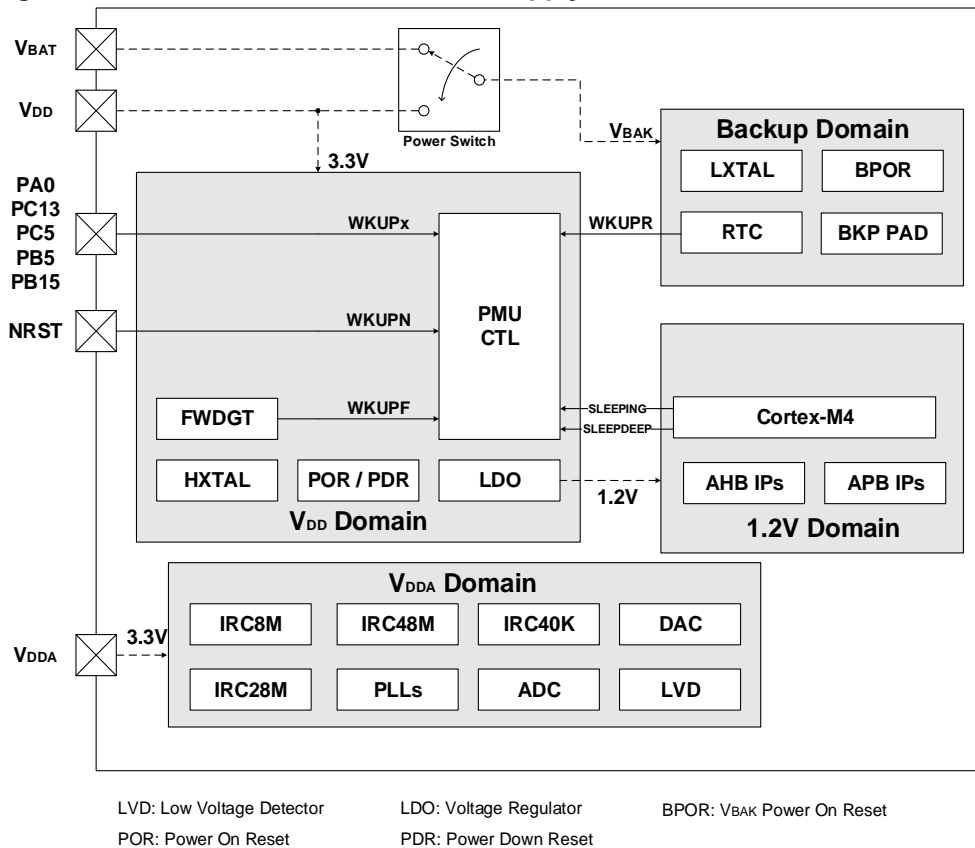 VBAT
VDD
Power Switch
3.3V
VBAK
Backup Domain
LXTAL
BPOR
RTC
BKP PAD
PA0
PC13
PC5
PB5
PB15
WKUPx
WKUPR
NRST
WKUPN
PMU
CTL
FWDGT
WKUPF
SLEEPING
SLEEPDEEP
Cortex-M4
HXTAL
POR / PDR
LDO
1.2V
AHB IPs
APB IPs
VDD Domain
1.2V Domain
VDDA Domain
VDDA
3.3V
IRC8M
IRC48M
IRC40K
DAC
IRC28M
PLLs
ADC
LVD
LVD: Low Voltage Detector
LDO: Voltage Regulator
BPOR: VBAK Power On Reset
POR: Power On Reset
PDR: Power Down Reset